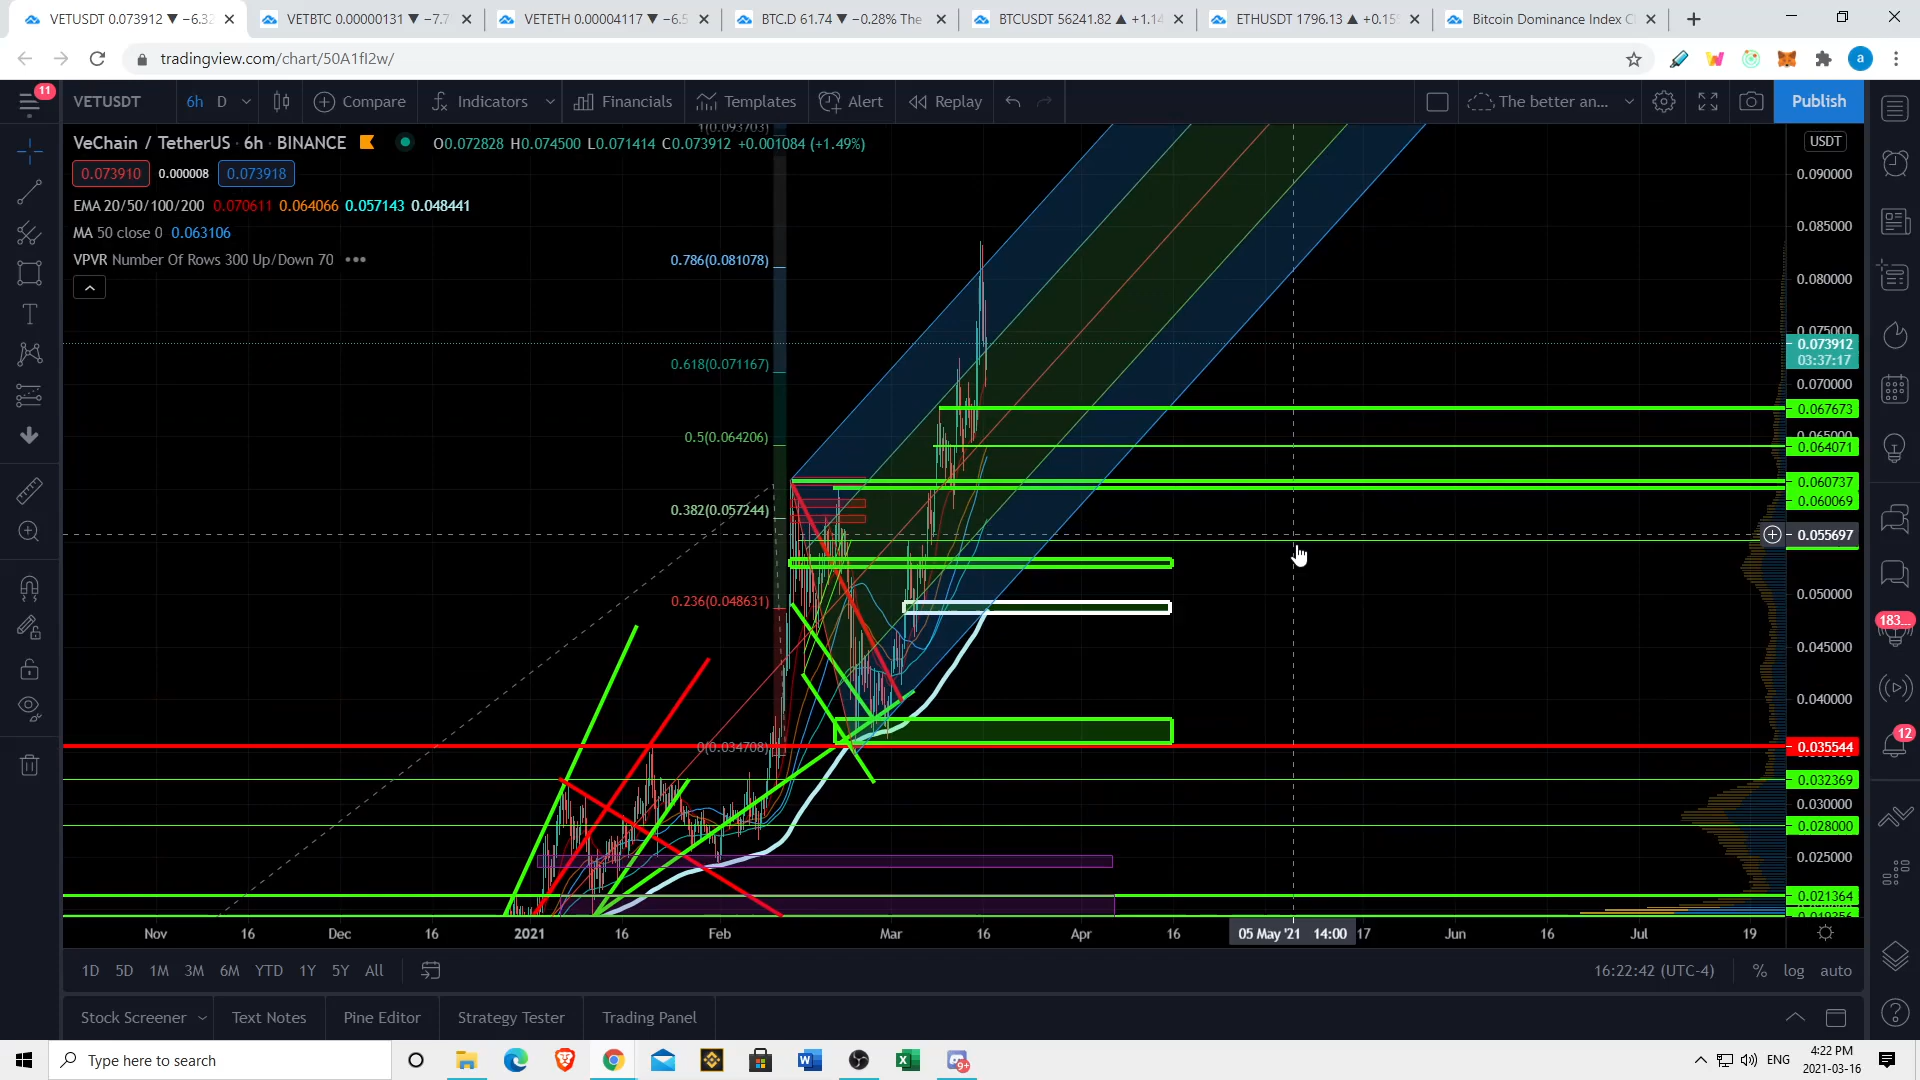 VETUSDT 0.073912 ▼ −6.32
VETBTC 0.00000131 ▼ −7.7
VETETH 0.00004117 ▼ −6.5
BTC.D 61.74 ▼ −0.28% The
BTCUSDT 56241.82 ▲ +1.14
ETHUSDT 1796.13 ▲ +0.15
Bitcoin Dominance Index C
tradingview.com/chart/50A1fI2w/
a
11
VETUSDT
6h
D
Compare
Indicators
Financials
Templates
Alert
Replay
The better an...
Publish
VeChain / TetherUS · 6h · BINANCE
O0.072828 H0.074500 L0.071414 C0.073912 +0.001084 (+1.49%)
0.073910
0.000008
0.073918
EMA 20/50/100/200 0.070611 0.064066 0.057143 0.048441
MA 50 close 0 0.063106
VPVR Number Of Rows 300 Up/Down 70
1(0.093703)
0.786(0.081078)
0.618(0.071167)
0.5(0.064206)
0.382(0.057244)
0.236(0.048631)
0(0.034708)
USDT
0.090000
0.085000
0.080000
0.075000
0.073912
03:37:17
0.070000
0.067673
0.065000
0.064071
0.060737
0.060069
0.055697
0.050000
0.045000
0.040000
0.035544
0.032369
0.030000
0.028000
0.025000
0.021364
183...
12
Nov
16
Dec
16
2021
16
Feb
Mar
16
Apr
16
05 May '21 14:00
17
Jun
16
Jul
19
1D
5D
1M
3M
6M
YTD
1Y
5Y
All
16:22:42 (UTC-4)
%
log
auto
Stock Screener
Text Notes
Pine Editor
Strategy Tester
Trading Panel
Type here to search
9+
ENG
4:22 PM
2021-03-16